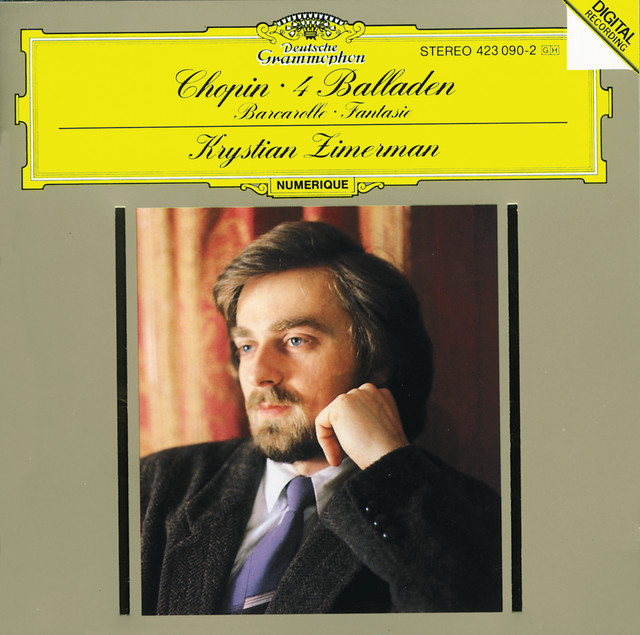 DIGITAL
RECORDING
Deutsche
Grammophon
STEREO 423 090-2 GH
Chopin · 4 Balladen
Barcarolle · Fantasie
Krystian Zimerman
NUMERIQUE